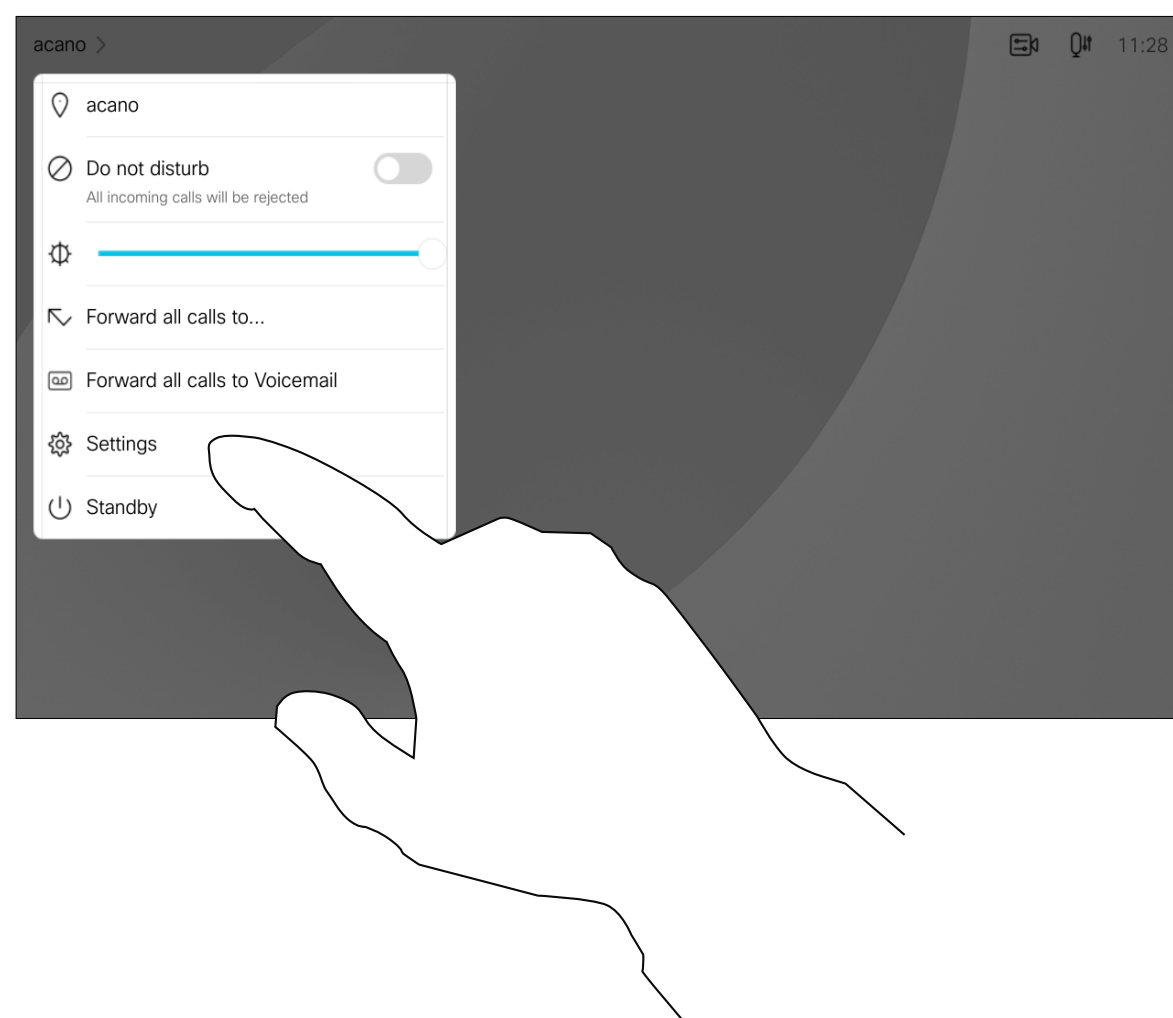 acano
11:28
acano
Do not disturb
All incoming calls will be rejected
Forward all calls to...
Forward all calls to Voicemail
Settings
Standby